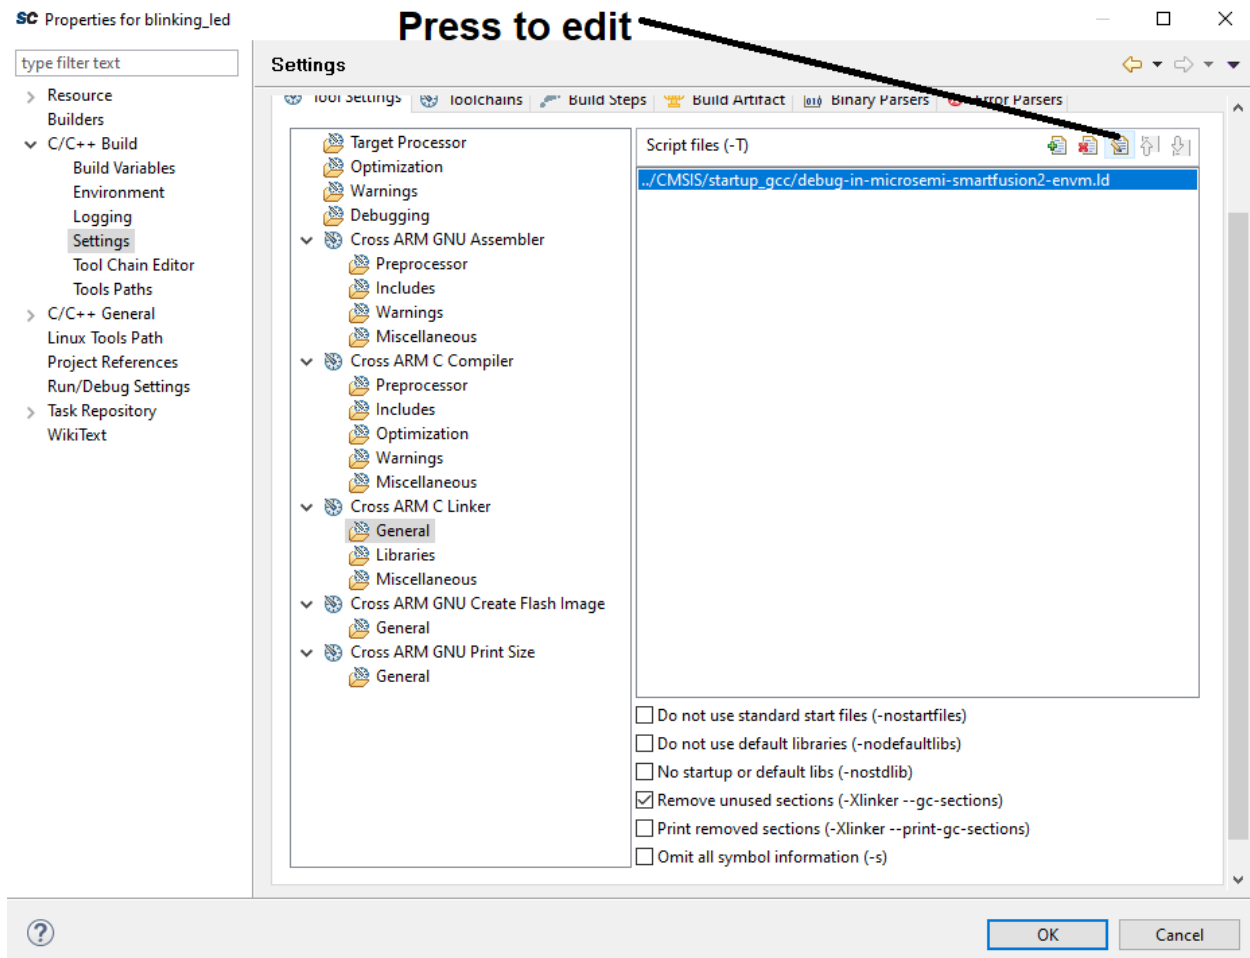 SC Properties for blinking_led
Press to edit
type filter text
Settings
Resource
Builders
C/C++ Build
Build Variables
Environment
Logging
Settings
Tool Chain Editor
Tools Paths
C/C++ General
Linux Tools Path
Project References
Run/Debug Settings
Task Repository
WikiText
Tool Settings
Toolchains
Build Steps
Build Artifact
Binary Parsers
Error Parsers
Target Processor
Optimization
Warnings
Debugging
Cross ARM GNU Assembler
Preprocessor
Includes
Warnings
Miscellaneous
Cross ARM C Compiler
Preprocessor
Includes
Optimization
Warnings
Miscellaneous
Cross ARM C Linker
General
Libraries
Miscellaneous
Cross ARM GNU Create Flash Image
General
Cross ARM GNU Print Size
General
Script files (-T)
../CMSIS/startup_gcc/debug-in-microsemi-smartfusion2-envm.ld
Do not use standard start files (-nostartfiles)
Do not use default libraries (-nodefaultlibs)
No startup or default libs (-nostdlib)
Remove unused sections (-Xlinker --gc-sections)
Print removed sections (-Xlinker --print-gc-sections)
Omit all symbol information (-s)
?
OK
Cancel